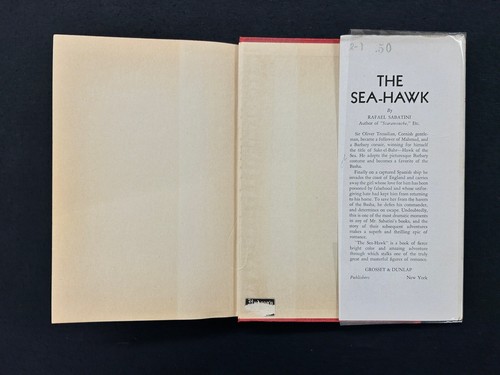 .50
THE
SEA-HAWK
By
RAFAEL SABATINI
Author of "Scaramouche," Etc.
Sir Oliver Tressilian, Cornish gentle-
man, became a follower of Mahound, and
a Barbary corsair, winning for himself
the title of Sakr-el-Bahr—Hawk of the
Sea. He adopts the picturesque Barbary
costume and becomes a favorite of the
Basha.
Finally on a captured Spanish ship he
invades the coast of England and carries
away the girl whose love for him has been
poisoned by falsehood and whose unfor-
giving hate had kept him from returning
to his home. To save her from the harem
of the Basha, he defies his commander,
and determines on escape. Undoubtedly,
this is one of the most dramatic moments
in any of Mr. Sabatini's books, and the
story of their subsequent adventures
makes a superb and thrilling epic of
romance.
"The Sea-Hawk" is a book of fierce
bright color and amazing adventure
through which stalks one of the truly
great and masterful figures of romance.
GROSSET & DUNLAP
Publishers New York